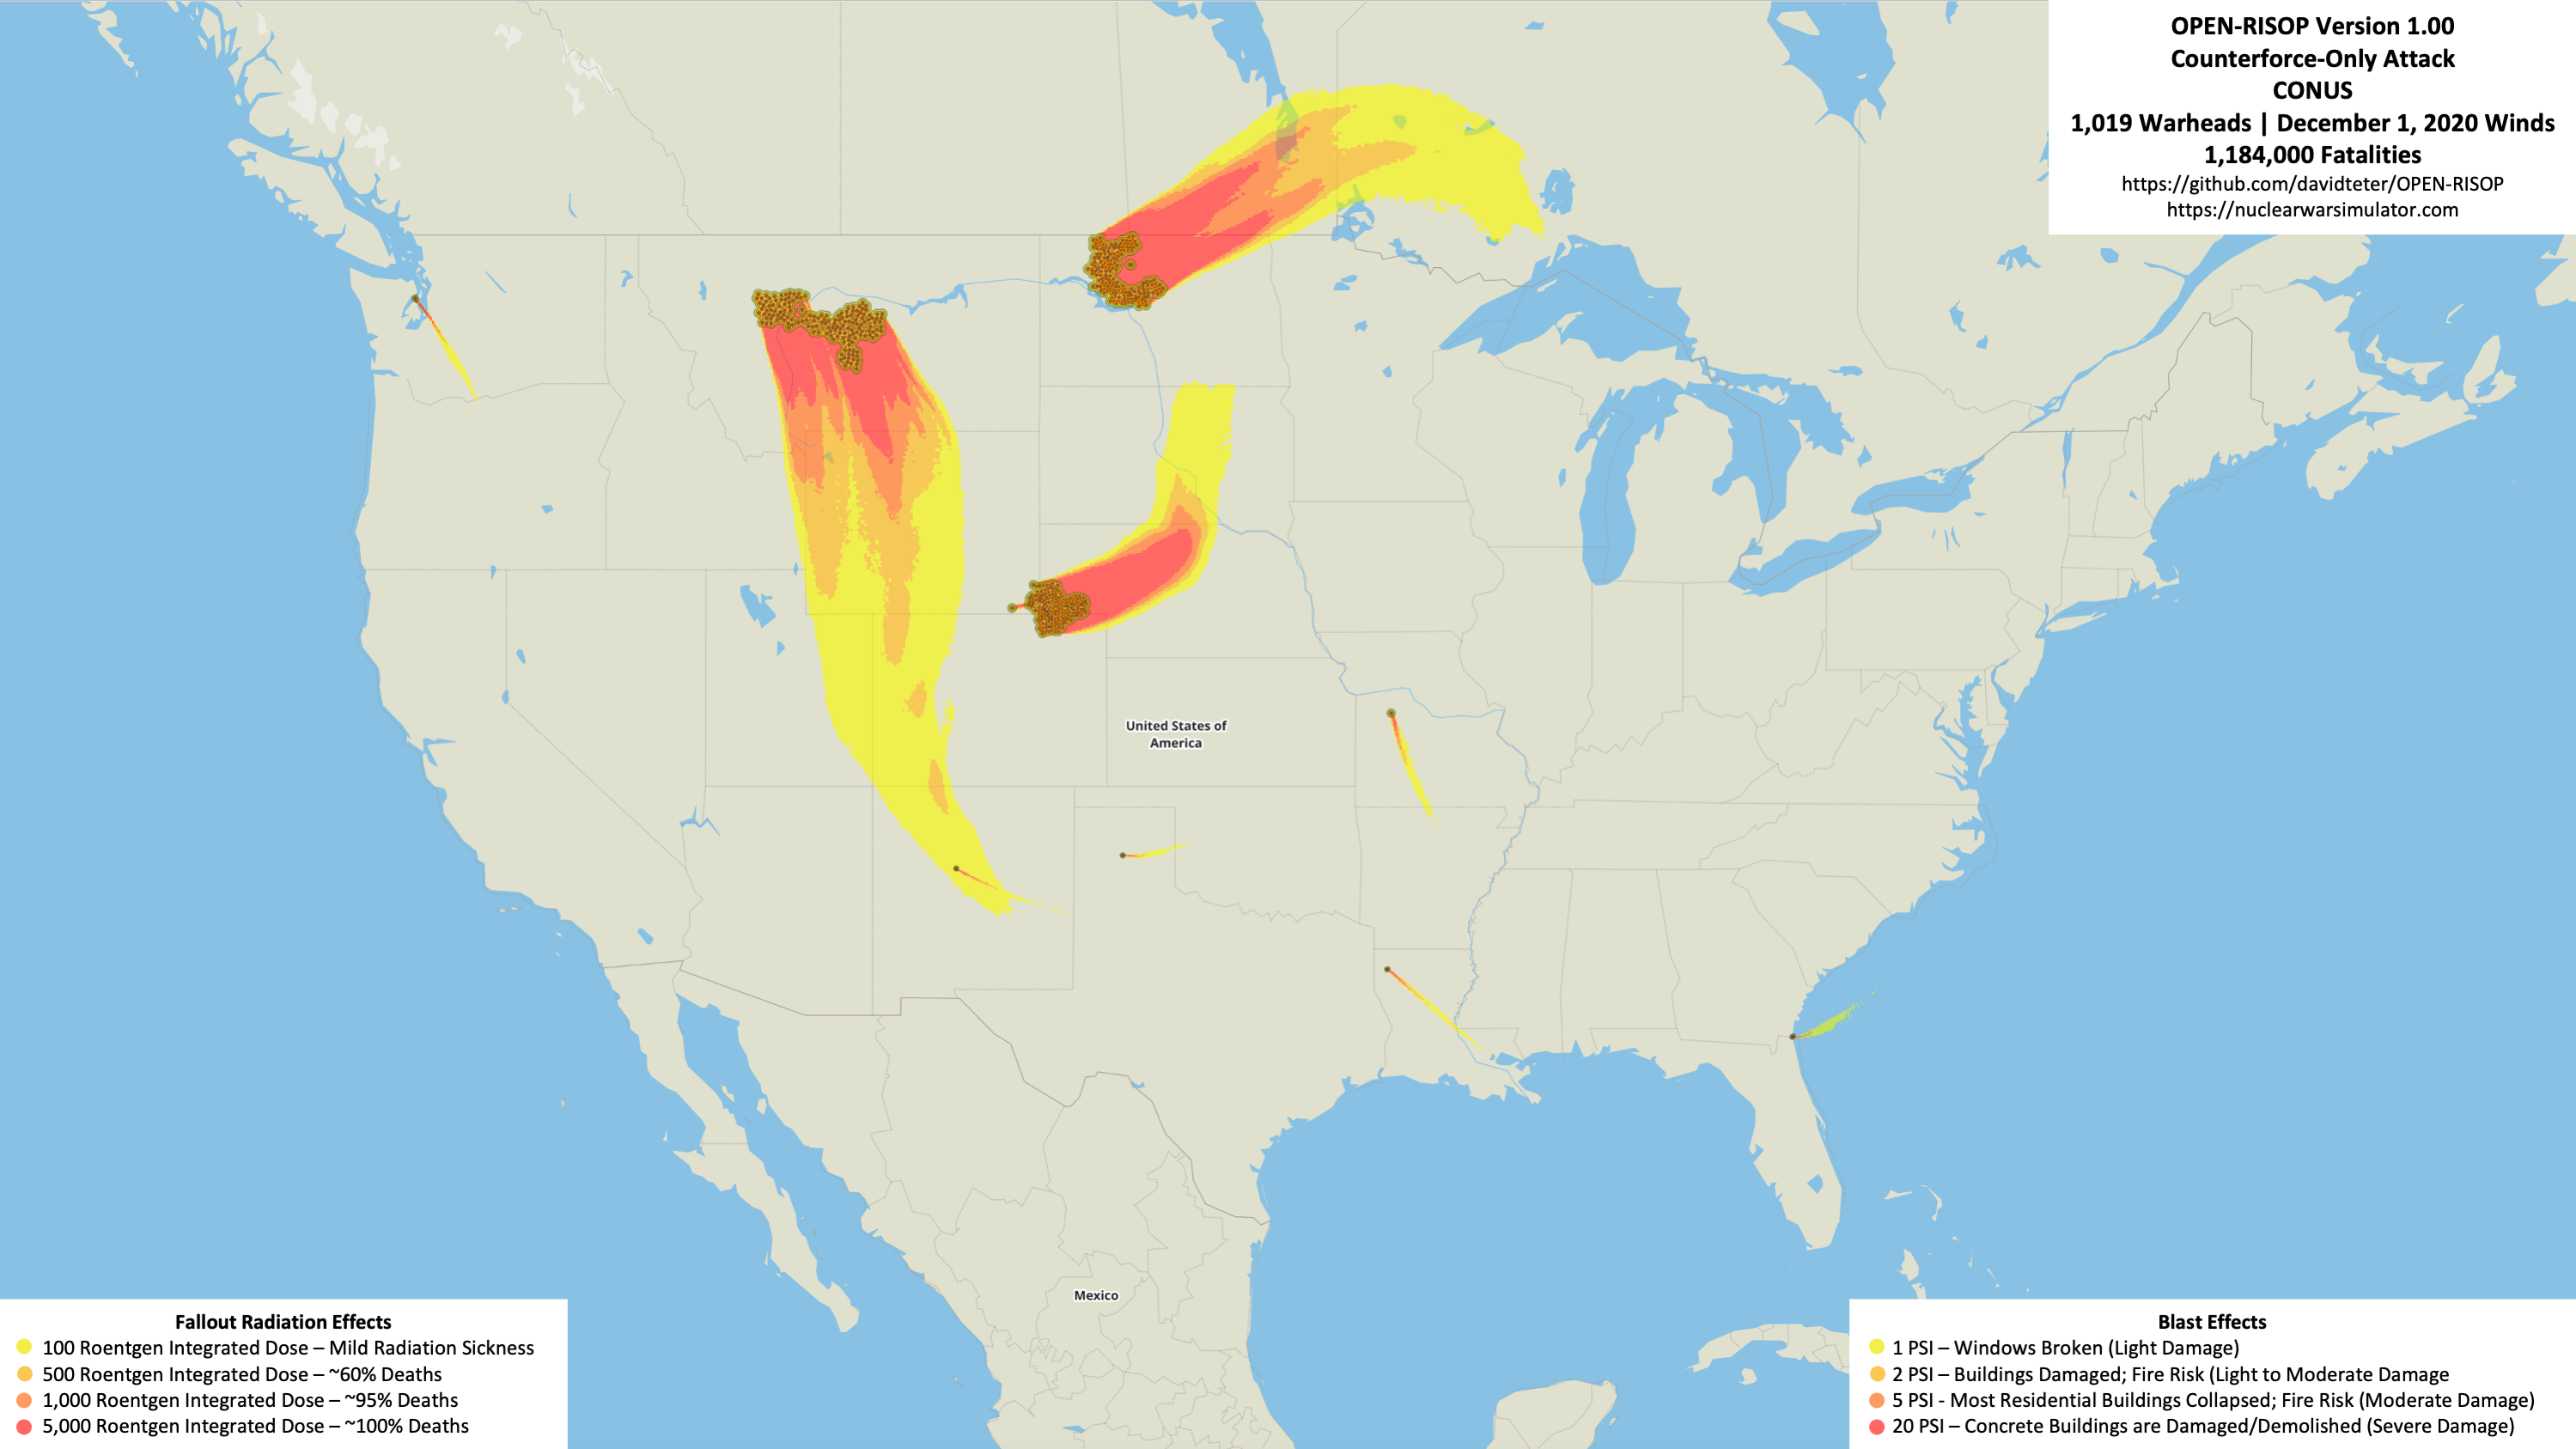 OPEN-RISOP Version 1.00
Counterforce-Only Attack
CONUS
1,019 Warheads | December 1, 2020 Winds
1,184,000 Fatalities
https://github.com/davidteter/OPEN-RISOP
https://nuclearwarsimulator.com
United States of
America
Mexico
Fallout Radiation Effects
100 Roentgen Integrated Dose – Mild Radiation Sickness
500 Roentgen Integrated Dose – ~60% Deaths
1,000 Roentgen Integrated Dose – ~95% Deaths
5,000 Roentgen Integrated Dose – ~100% Deaths
Blast Effects
1 PSI – Windows Broken (Light Damage)
2 PSI – Buildings Damaged; Fire Risk (Light to Moderate Damage
5 PSI - Most Residential Buildings Collapsed; Fire Risk (Moderate Damage)
20 PSI – Concrete Buildings are Damaged/Demolished (Severe Damage)